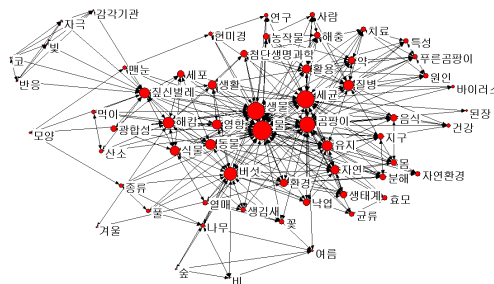 감각기관
연구
사람
자극
빛
현미경
농작물
해충
치료
특성
코
첨단생명과학
약
푸른곰팡이
맨눈
세포
활용
원인
반응
생활
질병
바이러스
짚신벌레
생물
세균
먹이
된장
해캄
영향
물
곰팡이
음식
건강
모양
광합성
지구
산소
식물
동물
유지
몸
버섯
자연
자연환경
종류
환경
분해
열매
생태계
효모
풀
생김새
낙엽
균류
겨울
나무
꽃
여름
숲
비